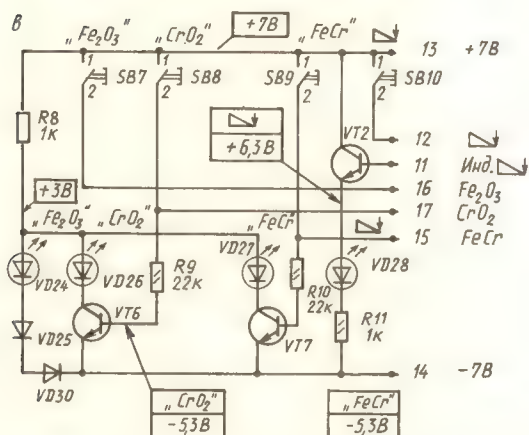 в
„Fe₂O₃" „CrO₂" +7В „FeCr" 13 +7В
1 1 1 1
SB7 SB8 SB9 SB10
2 2 2 2
R8
1к
VT2
12
+6,3В
11 Инд.
16 Fe₂O₃
+3В
17 CrO₂
„Fe₂O₃" „CrO₂" „FeCr" 15 FeCr
VD27
VD24 VD26 R9 VD28
22к R10
22к
R11
1к
VD25 VT6 VT7
14 -7В
VD30
„CrO₂" „FeCr"
-5,3В -5,3В